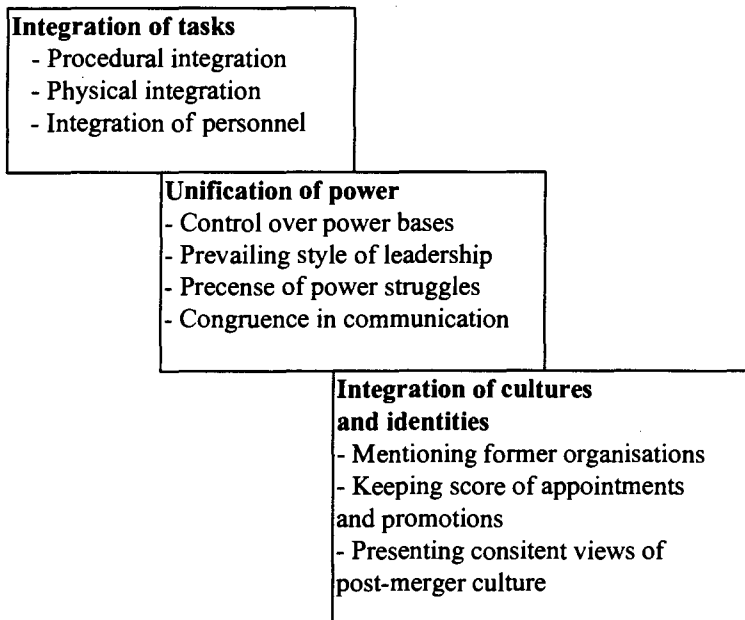 Integration of tasks
- Procedural integration
- Physical integration
- Integration of personnel
Unification of power
- Control over power bases
- Prevailing style of leadership
- Precense of power struggles
- Congruence in communication
Integration of cultures
and identities
- Mentioning former organisations
- Keeping score of appointments
and promotions
- Presenting consitent views of
post-merger culture